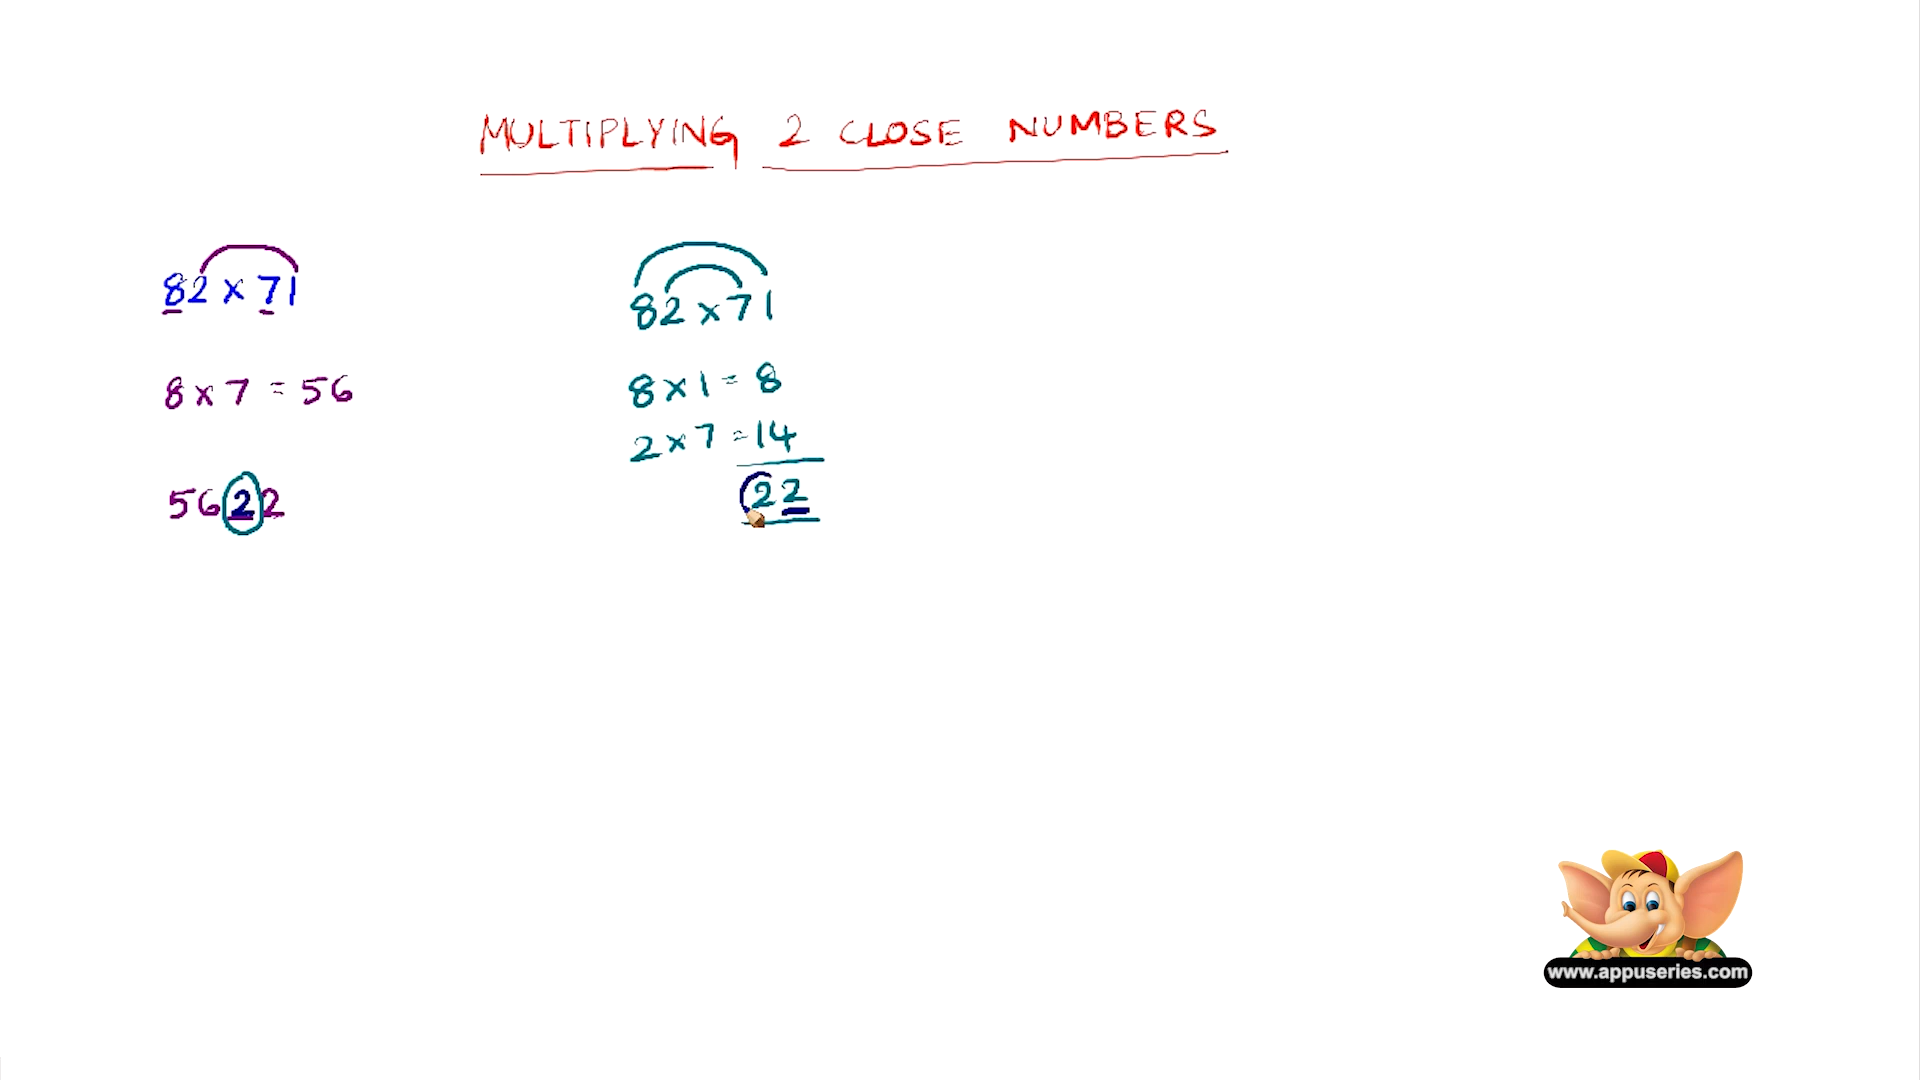 MULTIPLYING 2 CLOSE NUMBERS
82 x 71
8 x 7 = 56
5622
82 x 71
8 x 1 = 8
2 x 7 = 14
22
www.appuseries.com